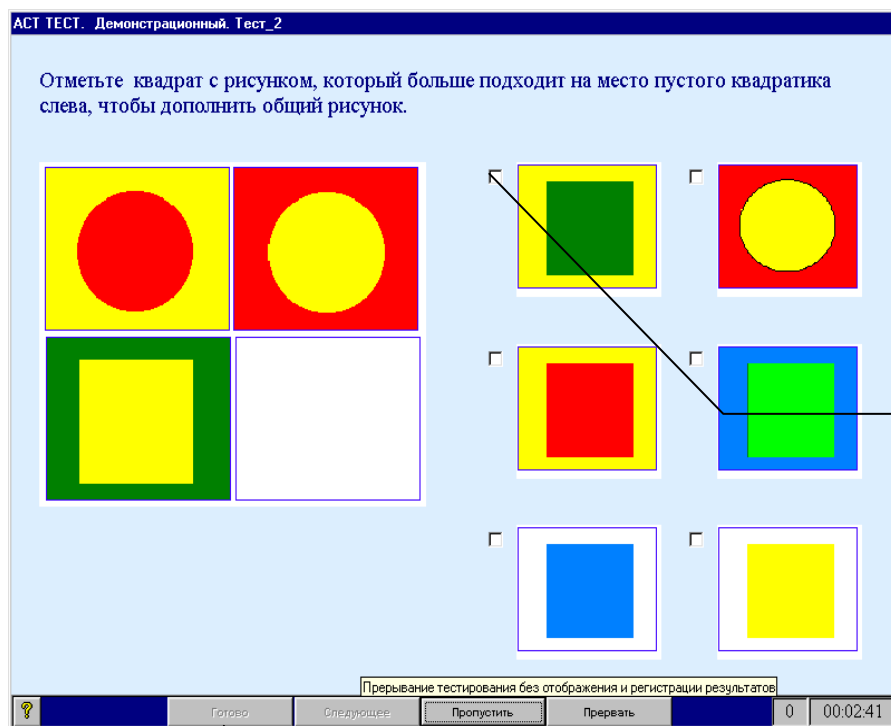 АСТ ТЕСТ. Демонстрационный. Тест_2
Отметьте квадрат с рисунком, который больше подходит на место пустого квадратика
слева, чтобы дополнить общий рисунок.
Прерывание тестирования без отображения и регистрации результатов
?
Готово
Следующее
Пропустить
Прервать
0
00:02:41